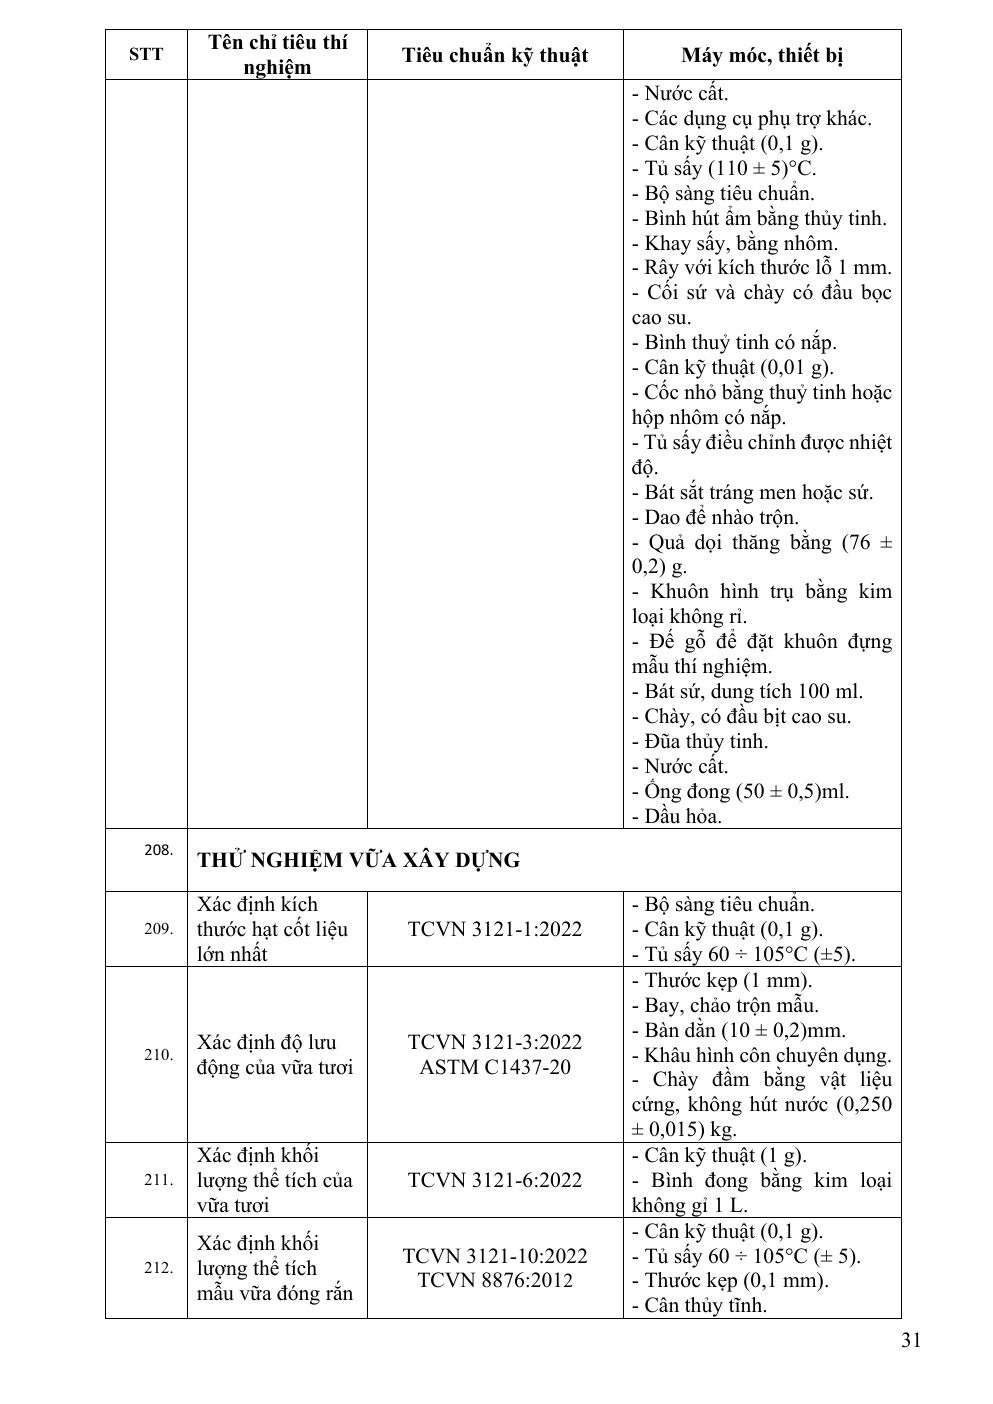 STT
Tên chỉ tiêu thí
nghiệm
Tiêu chuẩn kỹ thuật
Máy móc, thiết bị
- Nước cất.
- Các dụng cụ phụ trợ khác.
- Cân kỹ thuật (0,1 g).
- Tủ sấy (110 ± 5)°C.
- Bộ sàng tiêu chuẩn.
- Bình hút ẩm bằng thủy tinh.
- Khay sấy, bằng nhôm.
- Rây với kích thước lỗ 1 mm.
- Cối sứ và chày có đầu bọc
cao su.
- Bình thuỷ tinh có nắp.
- Cân kỹ thuật (0,01 g).
- Cốc nhỏ bằng thuỷ tinh hoặc
hộp nhôm có nắp.
- Tủ sấy điều chỉnh được nhiệt
độ.
- Bát sắt tráng men hoặc sứ.
- Dao để nhào trộn.
- Quả dọi thăng bằng (76 ±
0,2) g.
- Khuôn hình trụ bằng kim
loại không rỉ.
- Đế gỗ để đặt khuôn đựng
mẫu thí nghiệm.
- Bát sứ, dung tích 100 ml.
- Chày, có đầu bịt cao su.
- Đũa thủy tinh.
- Nước cất.
- Ống đong (50 ± 0,5)ml.
- Dầu hỏa.
208.
THỬ NGHIỆM VỮA XÂY DỰNG
209.
Xác định kích
thước hạt cốt liệu
lớn nhất
TCVN 3121-1:2022
- Bộ sàng tiêu chuẩn.
- Cân kỹ thuật (0,1 g).
- Tủ sấy 60 ÷ 105°C (±5).
210.
Xác định độ lưu
động của vữa tươi
TCVN 3121-3:2022
ASTM C1437-20
- Thước kẹp (1 mm).
- Bay, chảo trộn mẫu.
- Bàn dằn (10 ± 0,2)mm.
- Khâu hình côn chuyên dụng.
- Chày đầm bằng vật liệu
cứng, không hút nước (0,250
± 0,015) kg.
211.
Xác định khối
lượng thể tích của
vữa tươi
TCVN 3121-6:2022
- Cân kỹ thuật (1 g).
- Bình đong bằng kim loại
không gỉ 1 L.
212.
Xác định khối
lượng thể tích
mẫu vữa đóng rắn
TCVN 3121-10:2022
TCVN 8876:2012
- Cân kỹ thuật (0,1 g).
- Tủ sấy 60 ÷ 105°C (± 5).
- Thước kẹp (0,1 mm).
- Cân thủy tĩnh.
31